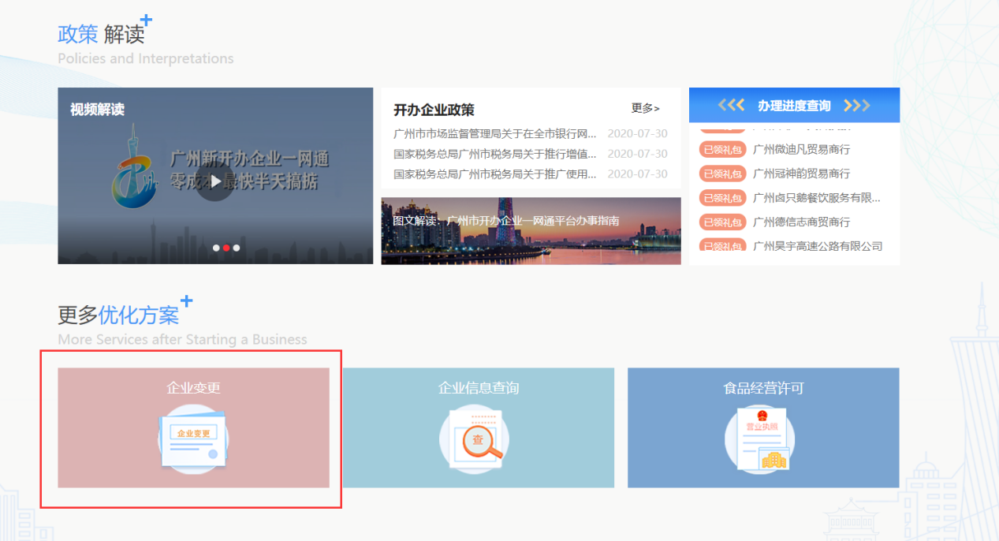 政策 解读
Policies and Interpretations
视频解读
广州新开办企业一网通
零成本 最快半天搞掂
开办企业政策
更多>
广州市市场监督管理局关于在全市银行网... 2020-07-30
国家税务总局广州市税务局关于推行增值... 2020-07-30
国家税务总局广州市税务局关于推广使用... 2020-07-30
图文解读：广州市开办企业一网通平台办事指南
办理进度查询
已领礼包 广州微迪凡贸易商行
已领礼包 广州冠神韵贸易商行
已领礼包 广州卤只鹅餐饮服务有限...
已领礼包 广州德信志商贸商行
已领礼包 广州昊宇高速公路有限公司
更多优化方案
More Services after Starting a Business
企业变更
企业变更
企业信息查询
查
食品经营许可
营业执照